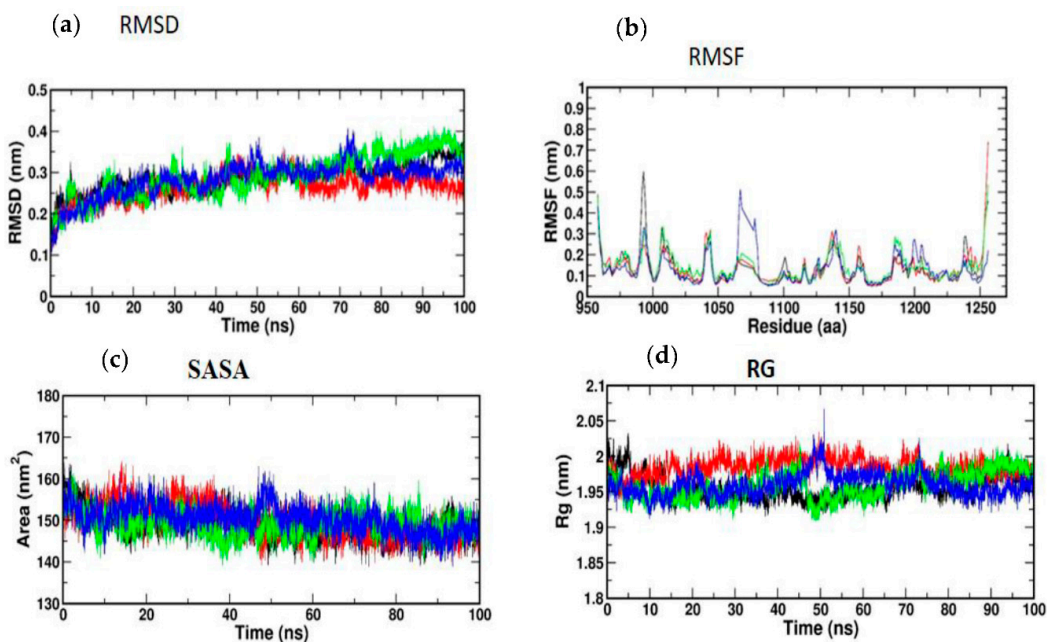 (a) RMSD
0.5
0.4
0.3
0.2
0.1
0
RMSD (nm)
0 10 20 30 40 50 60 70 80 90 100
Time (ns)
(b)
RMSF
1
0.9
0.8
0.7
0.6
0.5
0.4
0.3
0.2
0.1
0
RMSF (nm)
950 1000 1050 1100 1150 1200 1250
Residue (aa)
(c) SASA
180
170
160
150
140
130
Area (nm2)
0 20 40 60 80 100
Time (ns)
(d) RG
2.1
2.05
2
1.95
1.9
1.85
1.8
Rg (nm)
0 10 20 30 40 50 60 70 80 90 100
Time (ns)